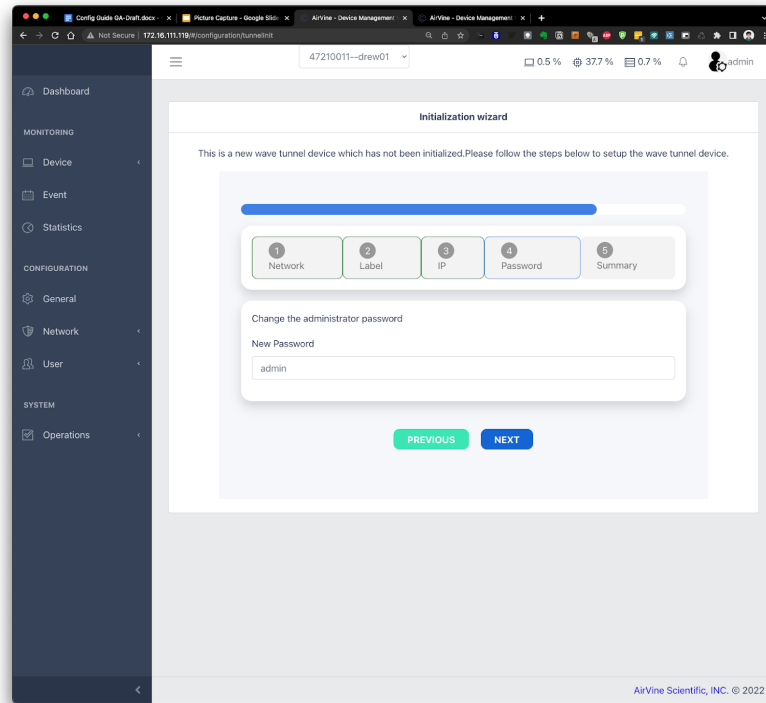 Config Guide GA-Draft.docx -
Picture Capture - Google Slide
AirVine - Device Management
AirVine - Device Management
Not Secure | 172.16.111.119/#/configuration/tunnelinit
47210011--drew01
0.5 %
37.7 %
0.7 %
admin
Dashboard
MONITORING
Device
Event
Statistics
CONFIGURATION
General
Network
User
SYSTEM
Operations
Initialization wizard
This is a new wave tunnel device which has not been initialized.Please follow the steps below to setup the wave tunnel device.
1
Network
2
Label
3
IP
4
Password
5
Summary
Change the administrator password
New Password
admin
PREVIOUS
NEXT
AirVine Scientific, INC. © 2022